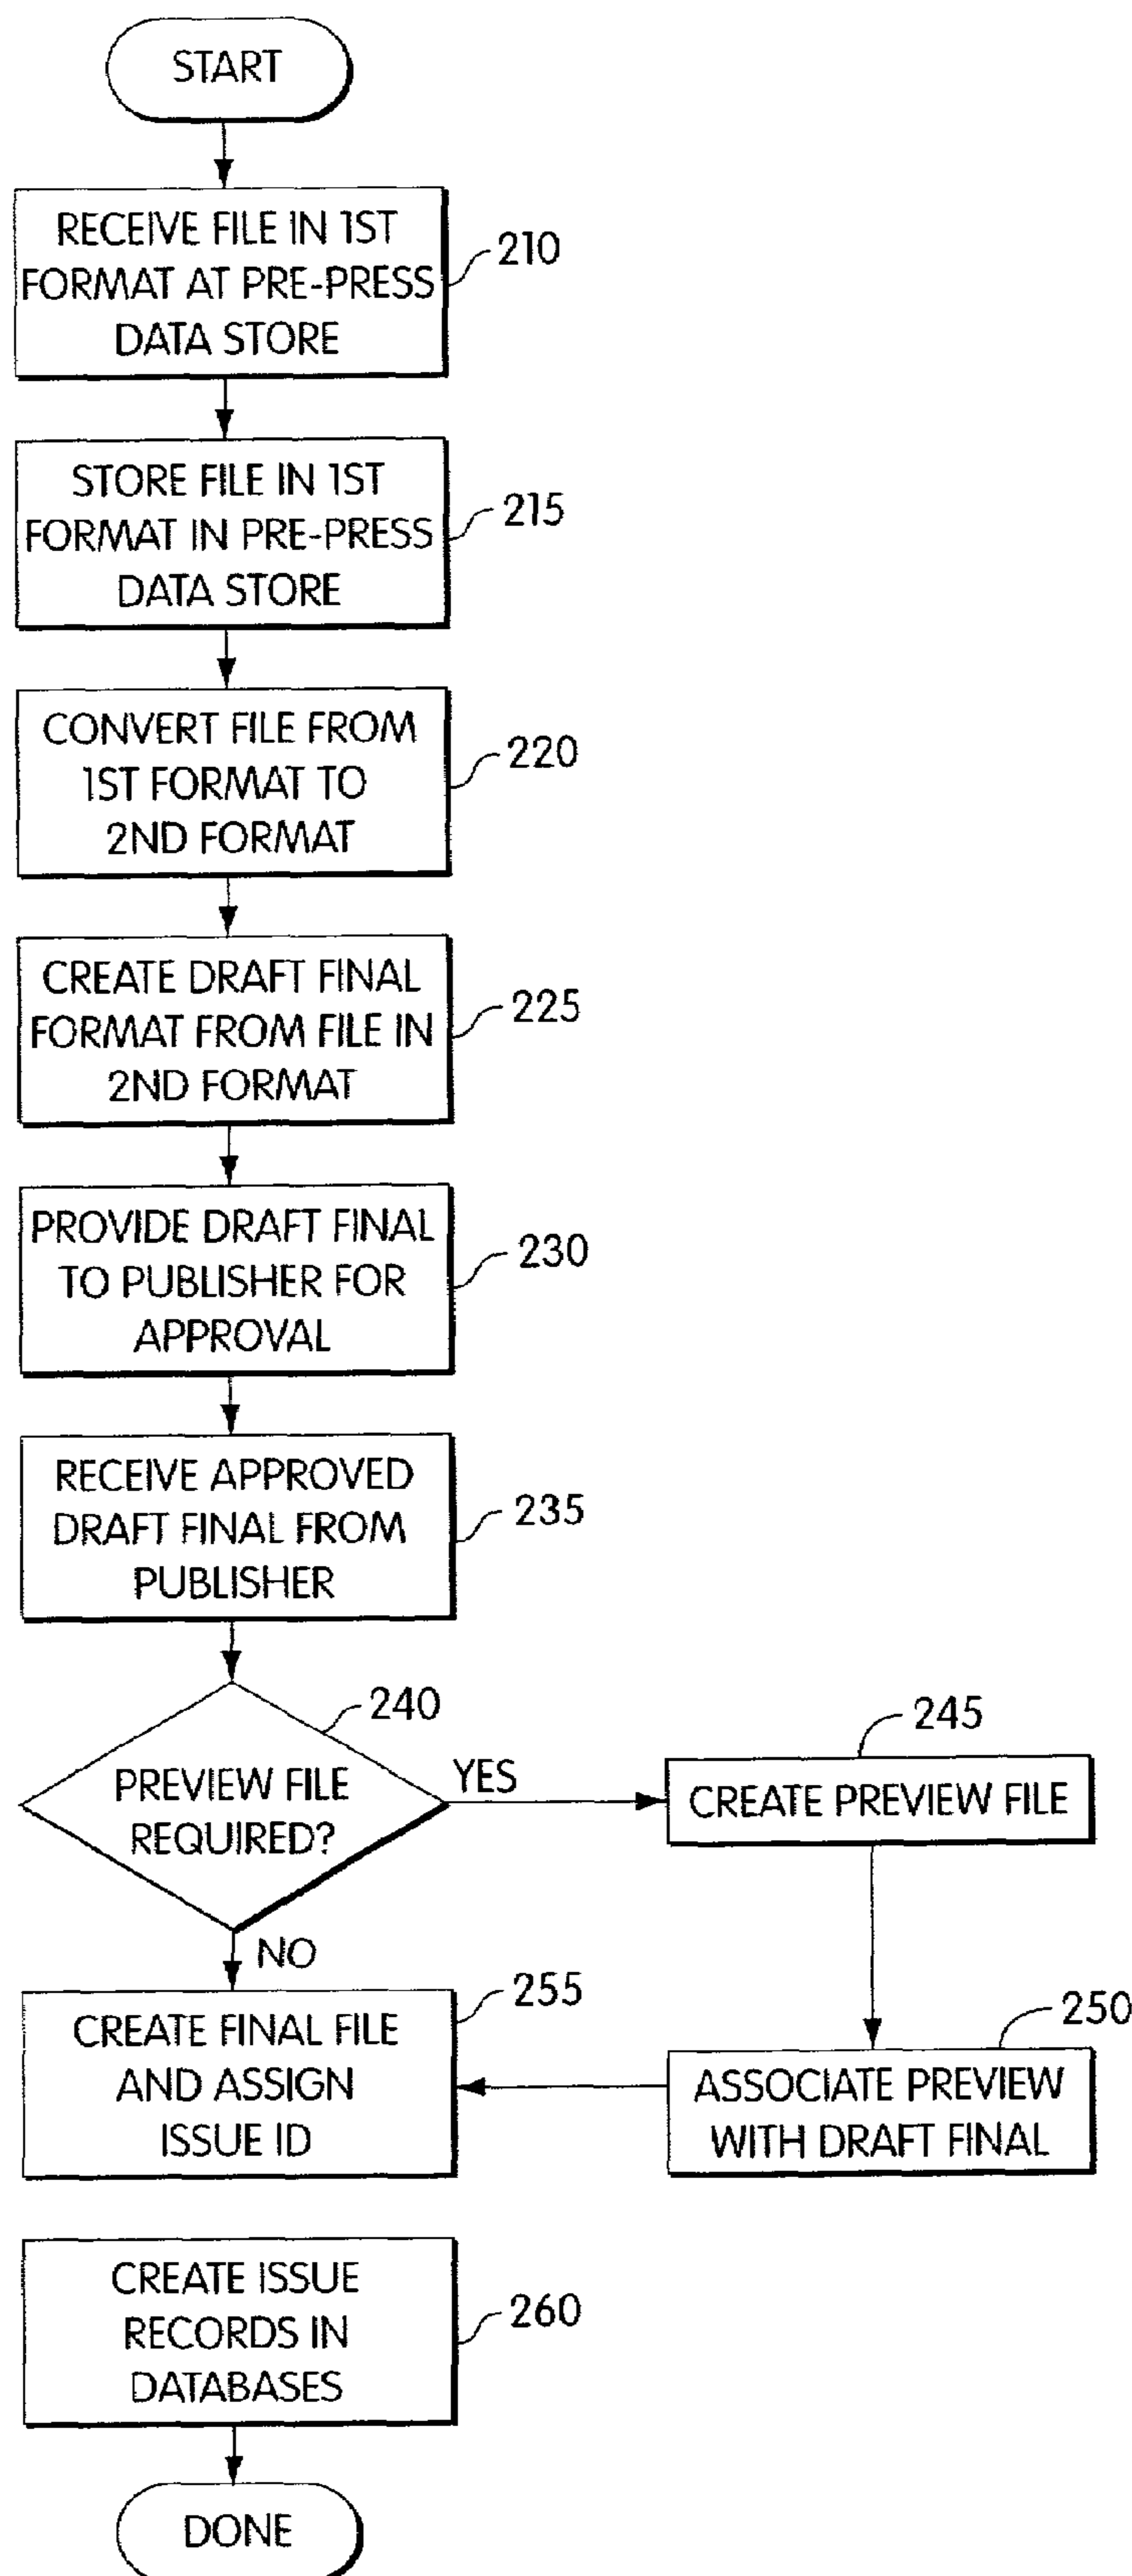 START
RECEIVE FILE IN 1ST
FORMAT AT PRE-PRESS
DATA STORE
210
STORE FILE IN 1ST
FORMAT IN PRE-PRESS
DATA STORE
215
CONVERT FILE FROM
1ST FORMAT TO
2ND FORMAT
220
CREATE DRAFT FINAL
FORMAT FROM FILE IN
2ND FORMAT
225
PROVIDE DRAFT FINAL
TO PUBLISHER FOR
APPROVAL
230
RECEIVE APPROVED
DRAFT FINAL FROM
PUBLISHER
235
240
PREVIEW FILE
REQUIRED?
YES
245
CREATE PREVIEW FILE
NO
255
CREATE FINAL FILE
AND ASSIGN
ISSUE ID
250
ASSOCIATE PREVIEW
WITH DRAFT FINAL
CREATE ISSUE
RECORDS IN
DATABASES
260
DONE